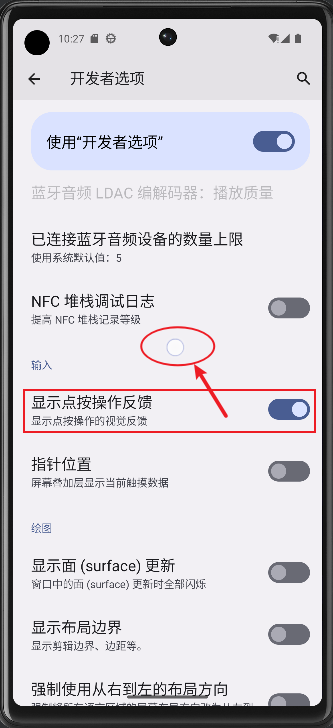 10:27
开发者选项
使用“开发者选项”
蓝牙音频 LDAC 编解码器：播放质量
已连接蓝牙音频设备的数量上限
使用系统默认值：5
NFC 堆栈调试日志
提高 NFC 堆栈记录等级
输入
显示点按操作反馈
显示点按操作的视觉反馈
指针位置
屏幕叠加层显示当前触摸数据
绘图
显示面 (surface) 更新
窗口中的面 (surface) 更新时全部闪烁
显示布局边界
显示剪辑边界、边距等。
强制使用从右到左的布局方向